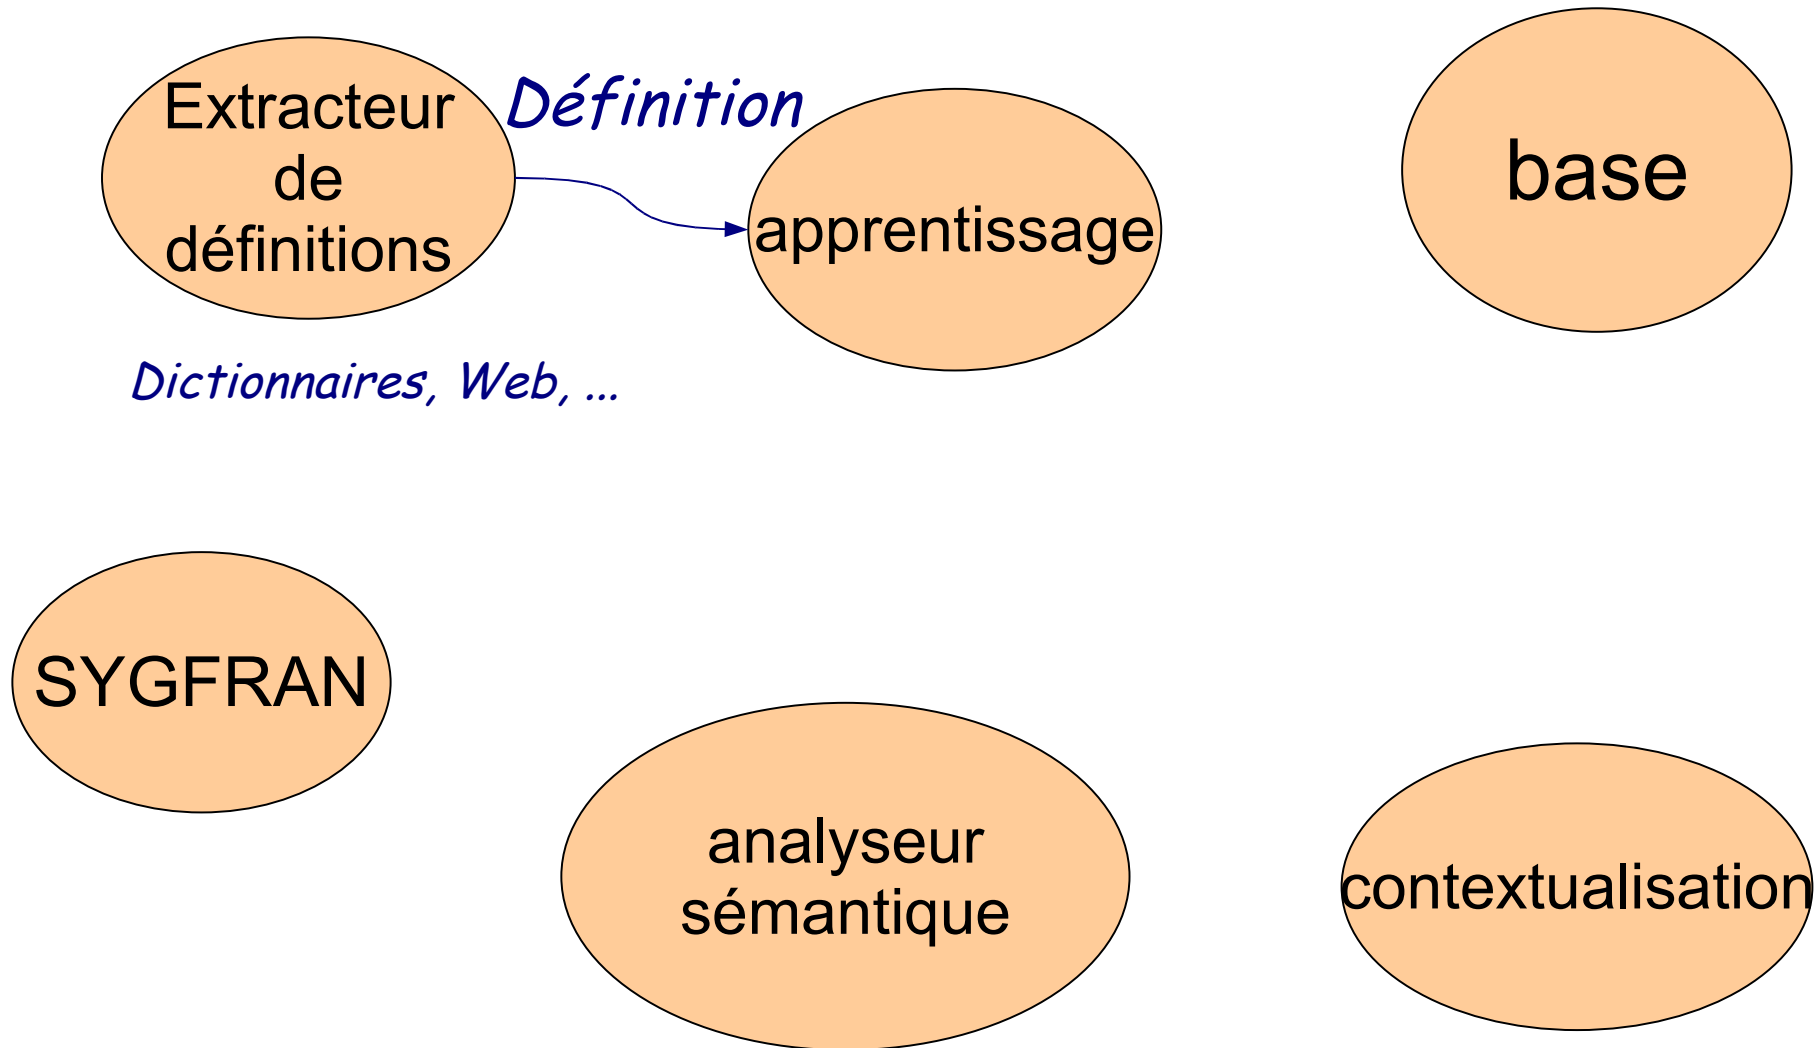 Extracteur
de
définitions
Définition
apprentissage
base
Dictionnaires, Web, ...
SYGFRAN
analyseur
sémantique
contextualisation